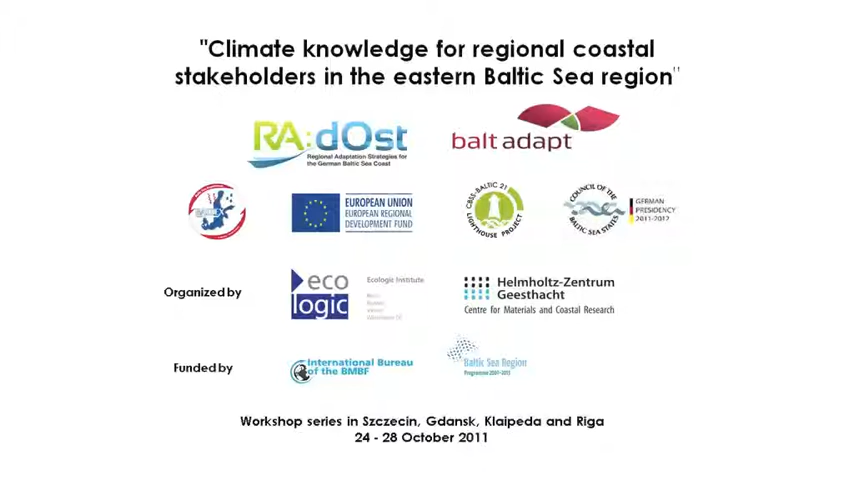 "Climate knowledge for regional coastal
stakeholders in the eastern Baltic Sea region"
RA:dOst
Regional Adaptation Strategies for
the German Baltic Sea Coast
balt adapt
BALTEX
EUROPEAN UNION
EUROPEAN REGIONAL
DEVELOPMENT FUND
CBSS-BALTIC 21
LIGHTHOUSE PROJECT
COUNCIL OF THE
BALTIC SEA STATES
GERMAN
PRESIDENCY
2011-2012
Organized by
eco
logic
Ecologic Institute
Helmholtz-Zentrum
Geesthacht
Centre for Materials and Coastal Research
Funded by
International Bureau
of the BMBF
Baltic Sea Region
Programme 2007-2013
Workshop series in Szczecin, Gdansk, Klaipeda and Riga
24 - 28 October 2011